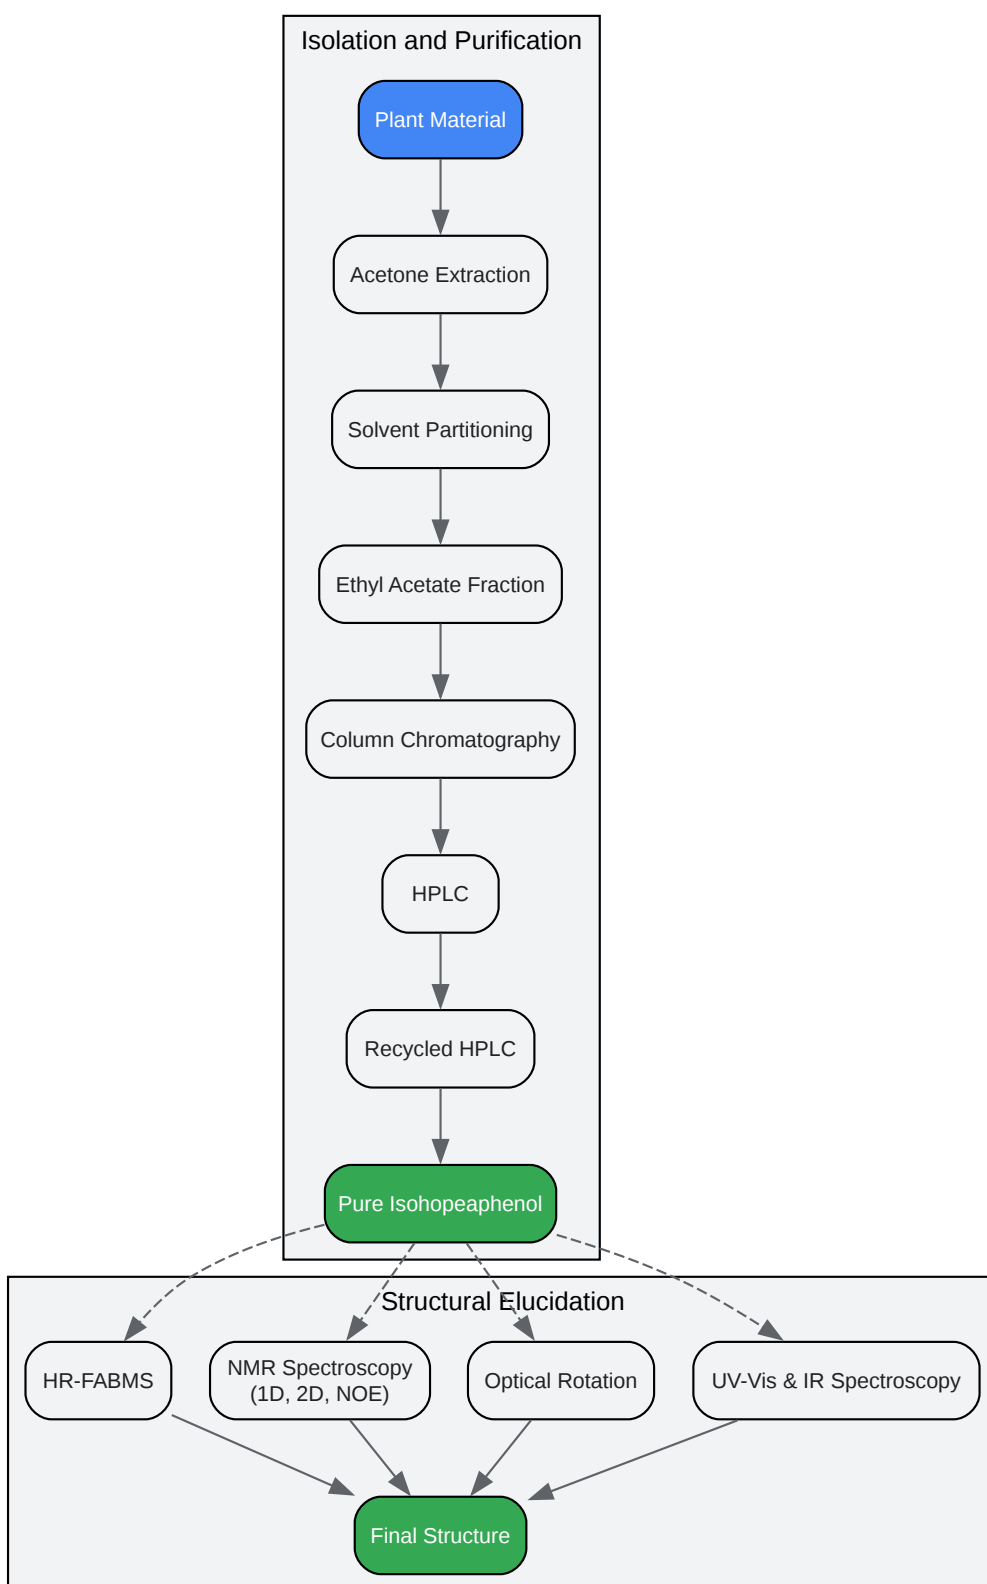 Isolation and Purification
Plant Material
Acetone Extraction
Solvent Partitioning
Ethyl Acetate Fraction
Column Chromatography
HPLC
Recycled HPLC
Pure Isohopeaphenol
Structural Elucidation
HR-FABMS
NMR Spectroscopy
(1D, 2D, NOE)
Optical Rotation
UV-Vis & IR Spectroscopy
Final Structure